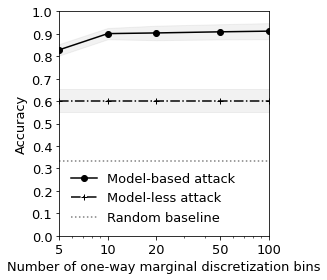 1.0
0.9
0.8
0.7
0.6
0.5
0.4
0.3
0.2
0.1
0.0
Accuracy
Model-based attack
Model-less attack
Random baseline
5 10 20 50 100
Number of one-way marginal discretization bins